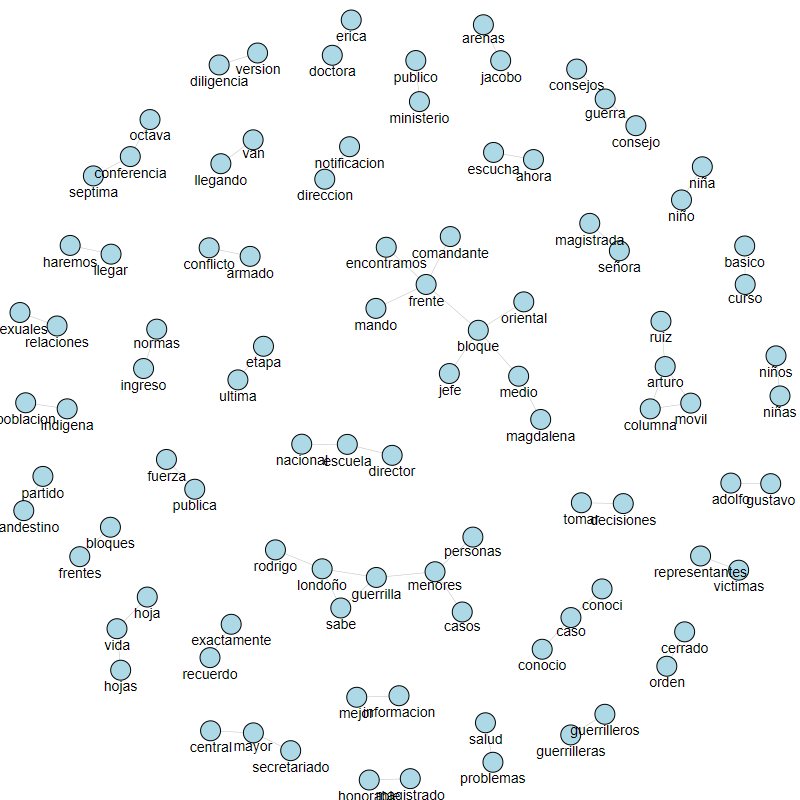 erica
arenas
version
doctora
diligencia
publico
jacobo
consejos
guerra
ministerio
octava
consejo
van
notificacion
escucha
ahora
conferencia
llegando
niña
septima
direccion
niño
magistrada
comandante
haremos
conflicto
encontramos
señora
basico
llegar
armado
frente
curso
mando
oriental
exuales
relaciones
normas
ruiz
bloque
etapa
niños
ingreso
arturo
ultima
jefe
medio
niñas
poblacion
indigena
columna
movil
magdalena
nacional
escuela
director
fuerza
partido
publica
adolfo
gustavo
andestino
tomar
decisiones
bloques
personas
frentes
rodrigo
representantes
londoño
menores
victimas
guerrilla
conoci
hoja
sabe
casos
caso
vida
exactamente
cerrado
conocio
recuerdo
orden
hojas
mejor
informacion
guerrilleros
salud
central
mayor
guerrilleras
secretariado
problemas
magistrado